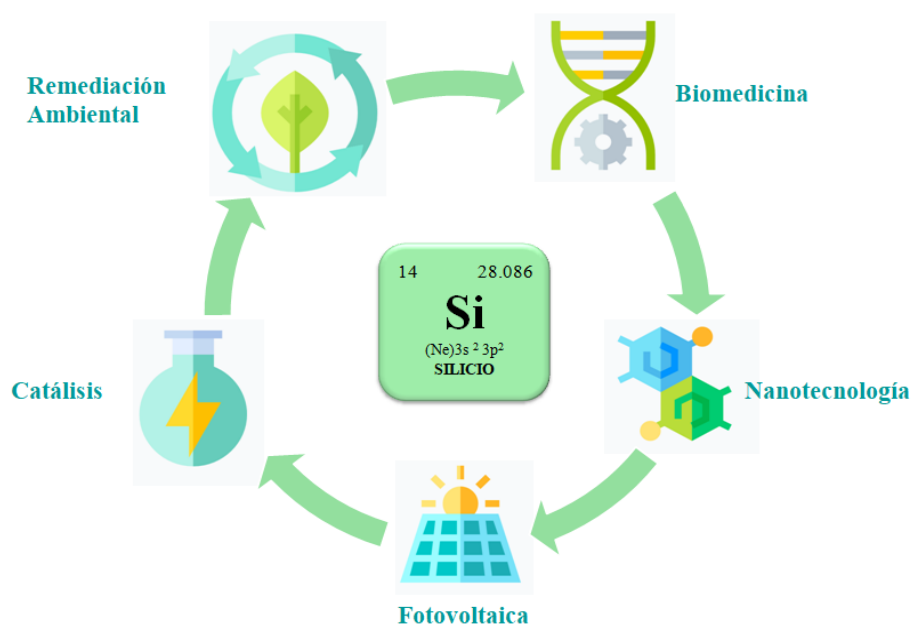 Remediación
Ambiental
Biomedicina
14 28.086
Si
(Ne)3s ² 3p²
SILICIO
Catálisis
Nanotecnología
Fotovoltaica